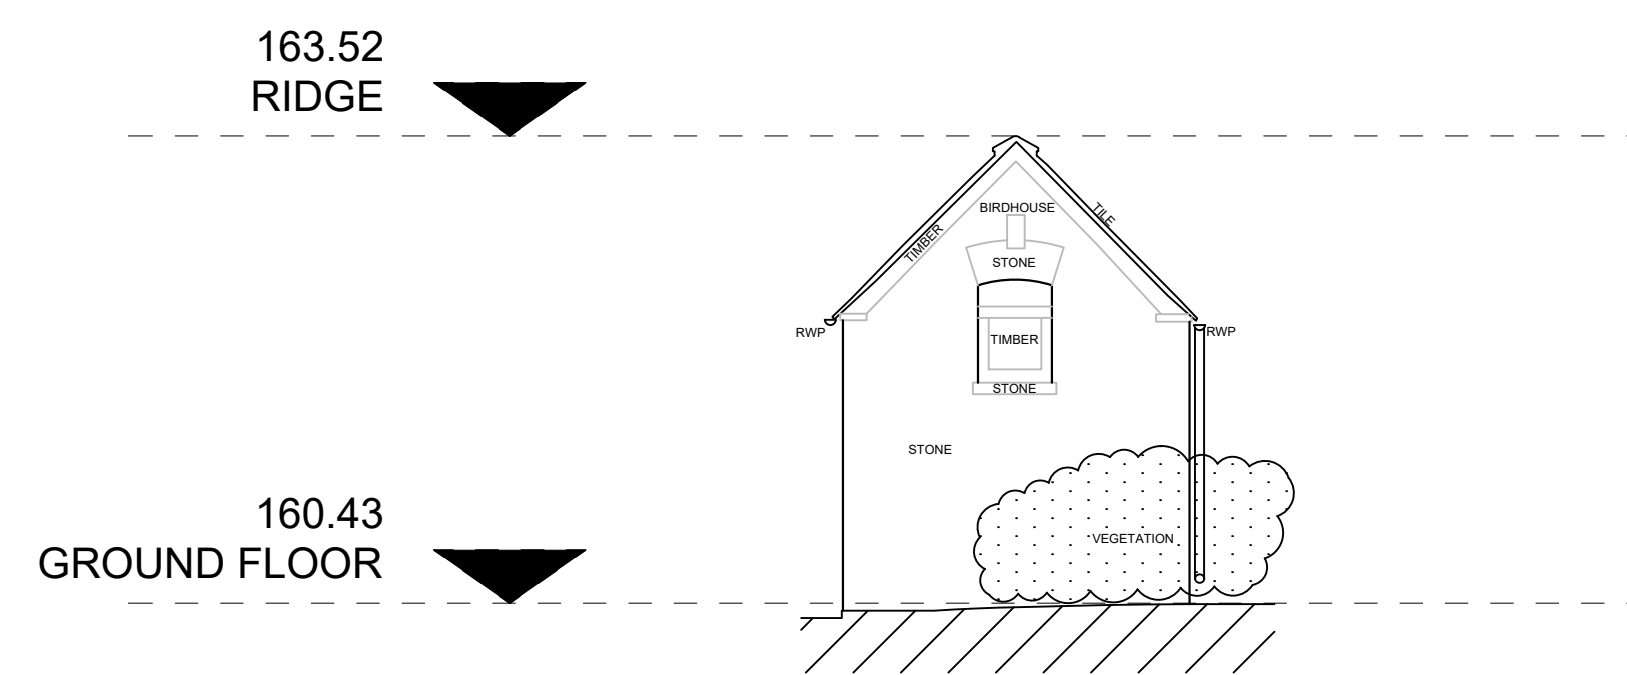 163.52
RIDGE
BIRDHOUSE
TILE
TIMBER
STONE
RWP
RWP
TIMBER
STONE
STONE
160.43
GROUND FLOOR
VEGETATION